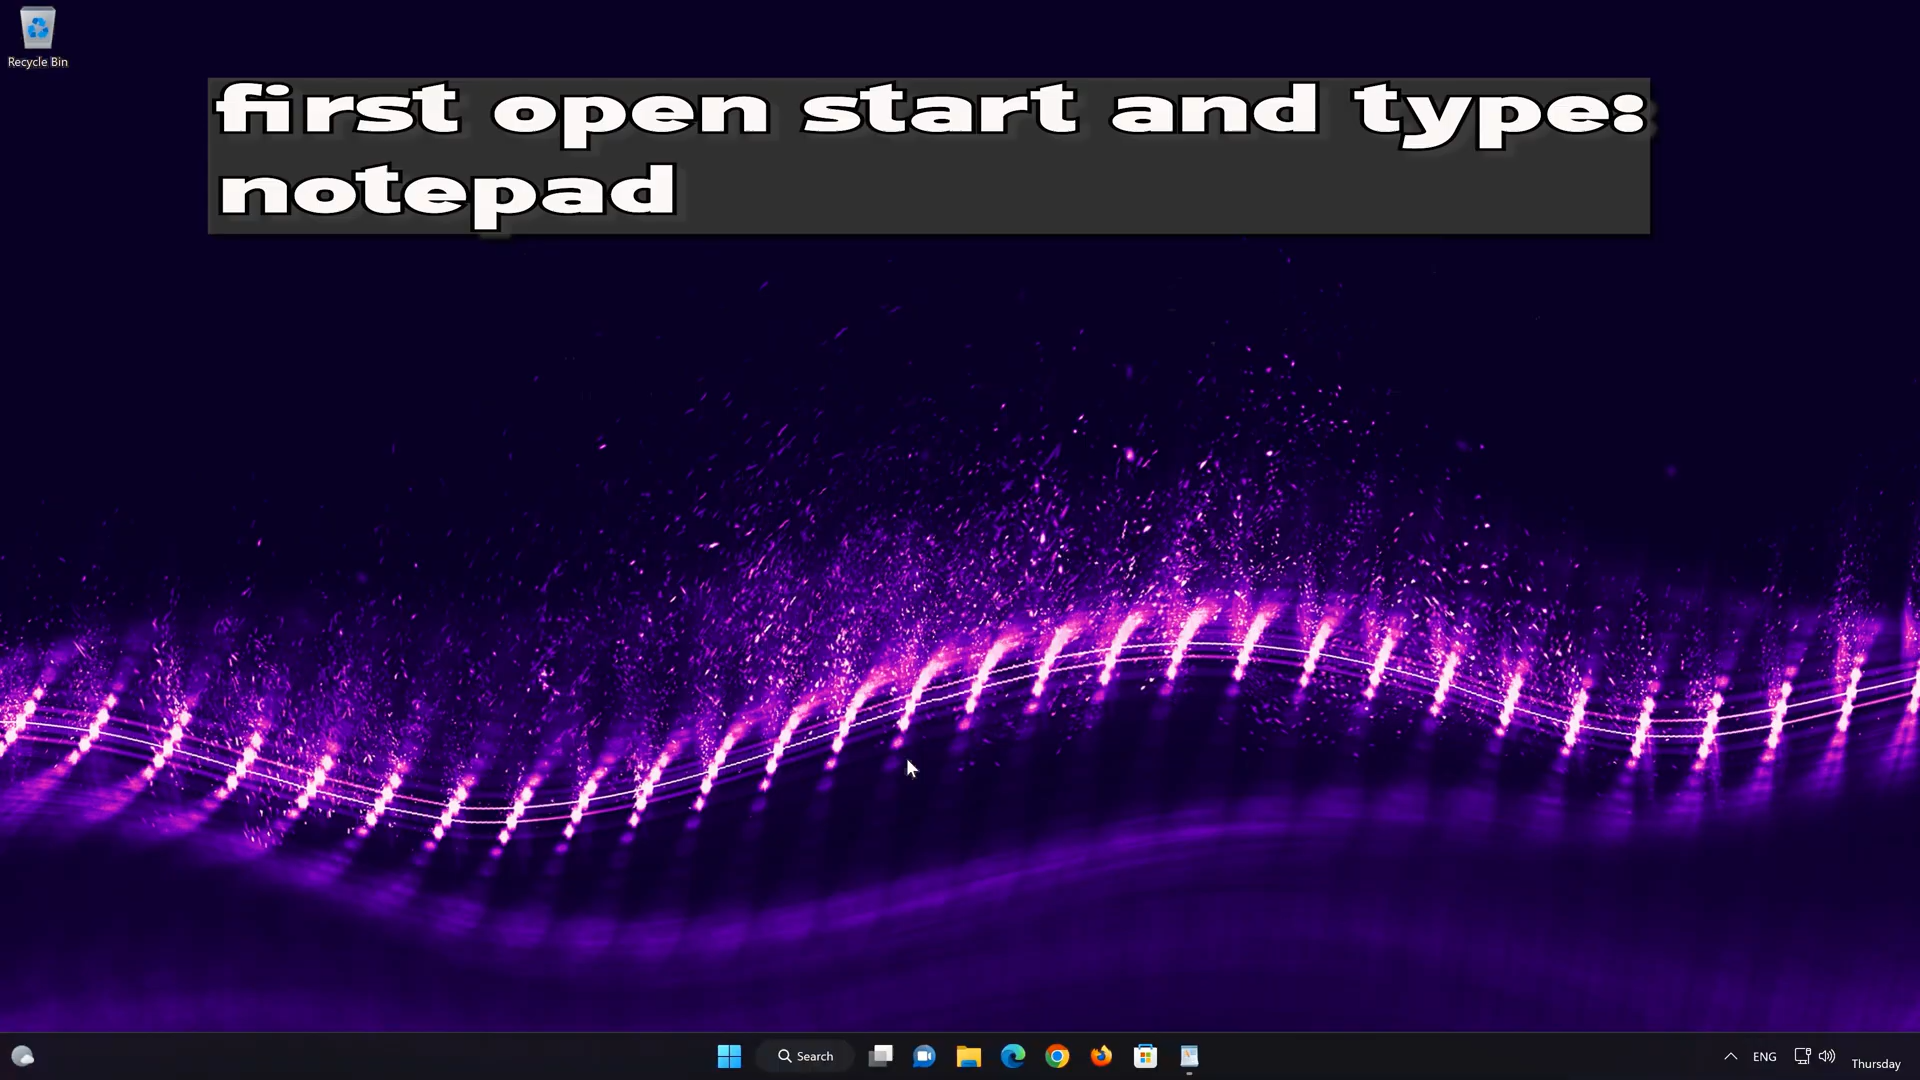 Recycle Bin
first open start and type:
notepad
Search
ENG
Thursday